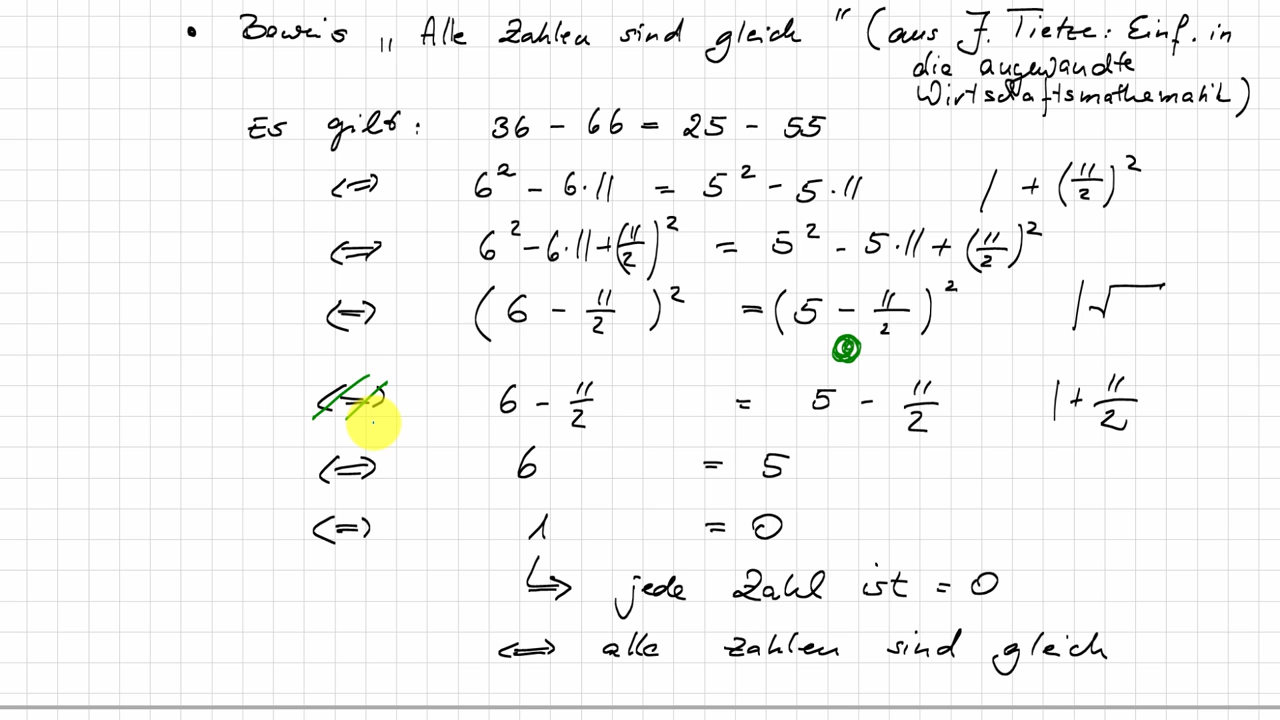 • Beweis „Alle Zahlen sind gleich" (aus J. Tietze: Einf. in
die angewandte
Wirtschaftsmathematik)
Es gilt: 36 - 66 = 25 - 55
⇔ 6² - 6·11 = 5² - 5·11 | + (11/2)²
⇔ 6² - 6·11 + (11/2)² = 5² - 5·11 + (11/2)²
⇔ (6 - 11/2)² = (5 - 11/2)² | √
⇔ 6 - 11/2 = 5 - 11/2 | + 11/2
⇔ 6 = 5
⇔ 1 = 0
↳ jede Zahl ist = 0
⇔ alle Zahlen sind gleich